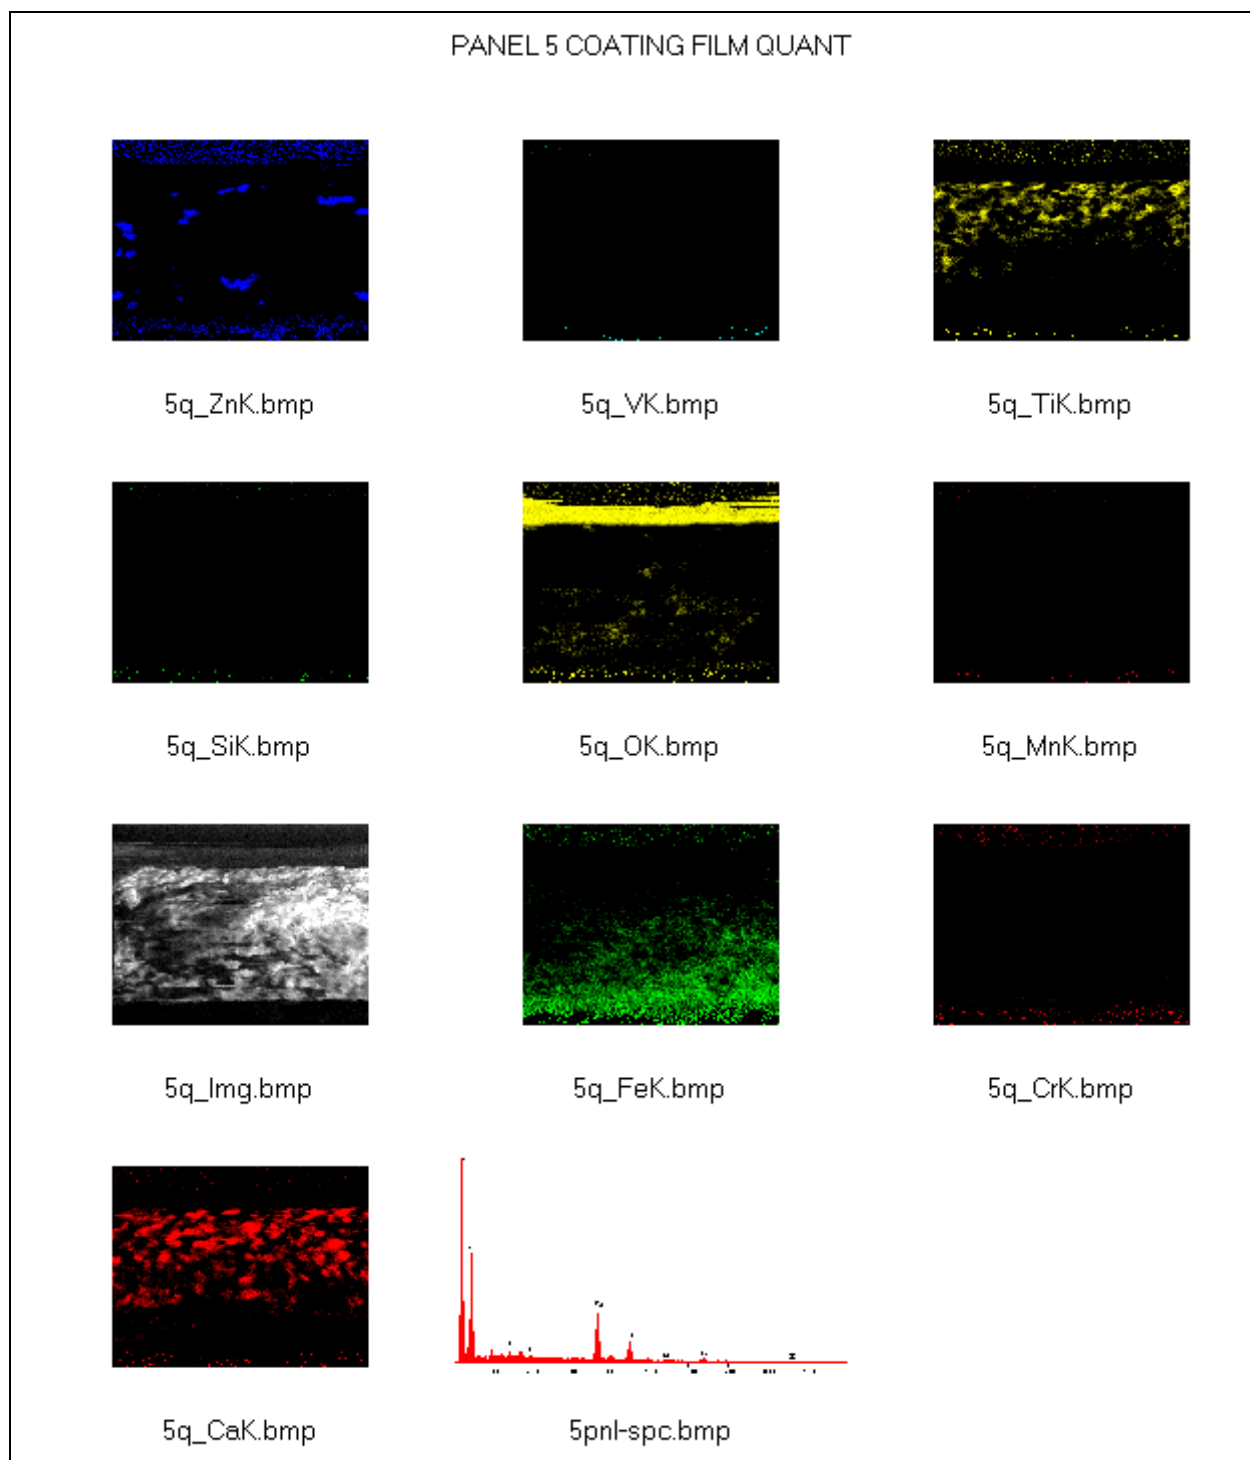 PANEL 5 COATING FILM QUANT
5q_ZnK.bmp 5q_VK.bmp 5q_TiK.bmp
5q_SiK.bmp 5q_OK.bmp 5q_MnK.bmp
5q_Img.bmp 5q_FeK.bmp 5q_CrK.bmp
5q_CaK.bmp 5pnl-spc.bmp